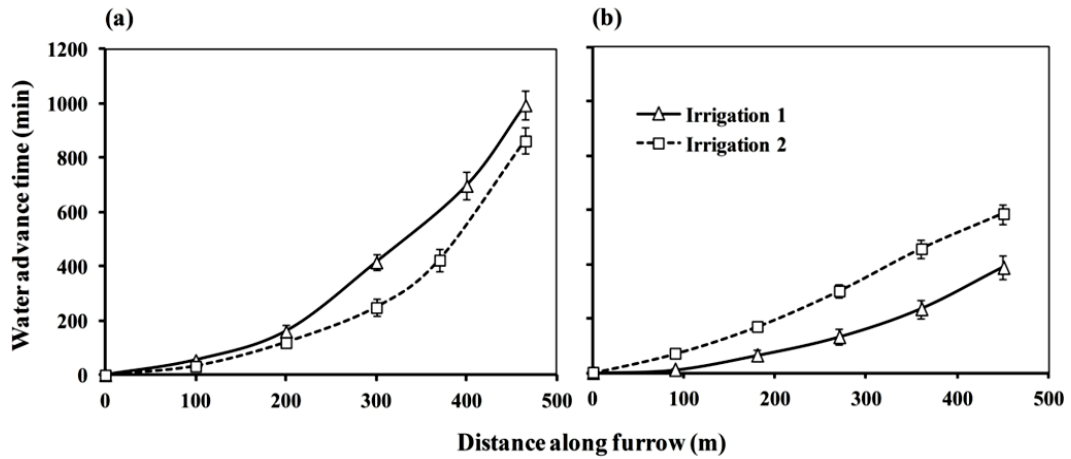 (a)
(b)
Water advance time (min)
1200
1000
800
600
400
200
0
0 100 200 300 400 500
Irrigation 1
Irrigation 2
0 100 200 300 400 500
Distance along furrow (m)